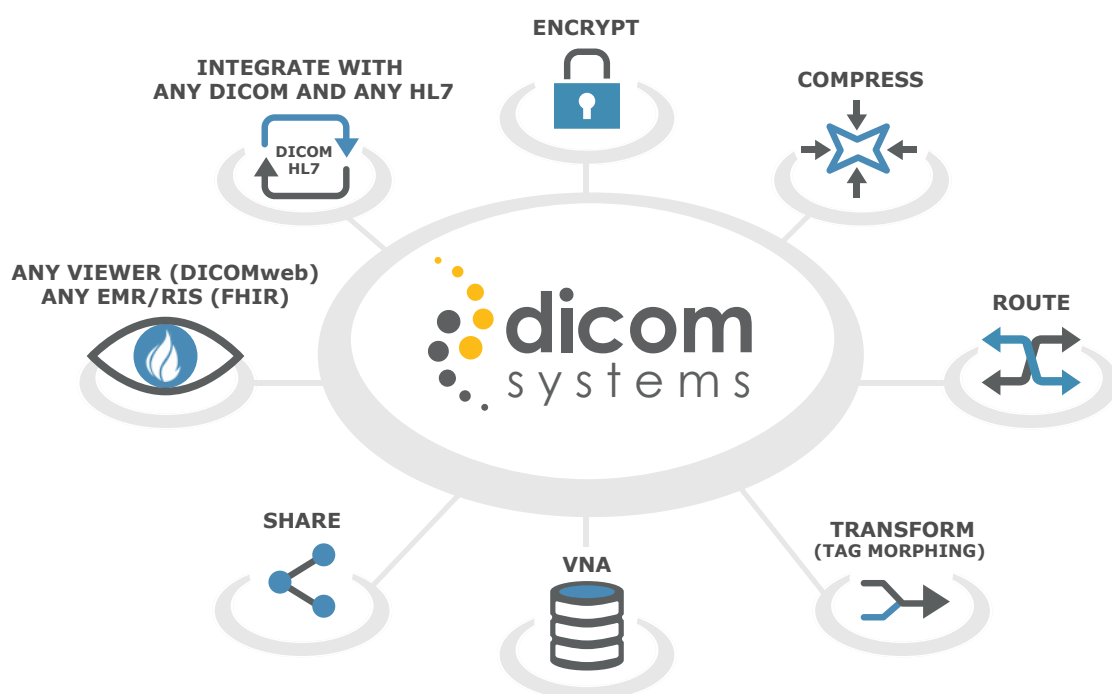 ENCRYPT
INTEGRATE WITH
ANY DICOM AND ANY HL7
DICOM
HL7
COMPRESS
ANY VIEWER (DICOMweb)
ANY EMR/RIS (FHIR)
dicom
systems
ROUTE
SHARE
VNA
TRANSFORM
(TAG MORPHING)